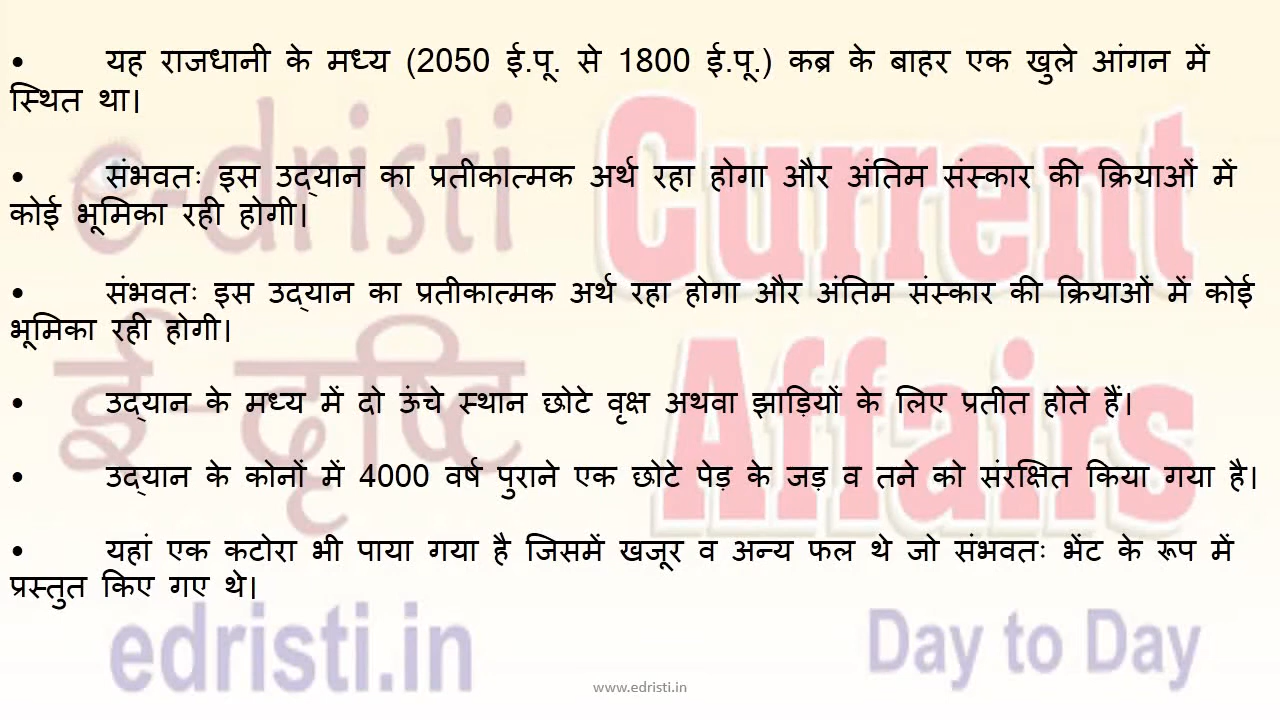 • यह राजधानी के मध्य (2050 ई.पू. से 1800 ई.पू.) कब्र के बाहर एक खुले आंगन में
स्थित था।
• संभवतः इस उद्यान का प्रतीकात्मक अर्थ रहा होगा और अंतिम संस्कार की क्रियाओं में
कोई भूमिका रही होगी।
• संभवतः इस उद्यान का प्रतीकात्मक अर्थ रहा होगा और अंतिम संस्कार की क्रियाओं में कोई
भूमिका रही होगी।
• उद्यान के मध्य में दो ऊंचे स्थान छोटे वृक्ष अथवा झाड़ियों के लिए प्रतीत होते हैं।
• उद्यान के कोनों में 4000 वर्ष पुराने एक छोटे पेड़ के जड़ व तने को संरक्षित किया गया है।
• यहां एक कटोरा भी पाया गया है जिसमें खजूर व अन्य फल थे जो संभवतः भेंट के रूप में
प्रस्तुत किए गए थे।
e-dristi
Current
ई-दृष्टि
Affairs
edristi.in
Day to Day
www.edristi.in